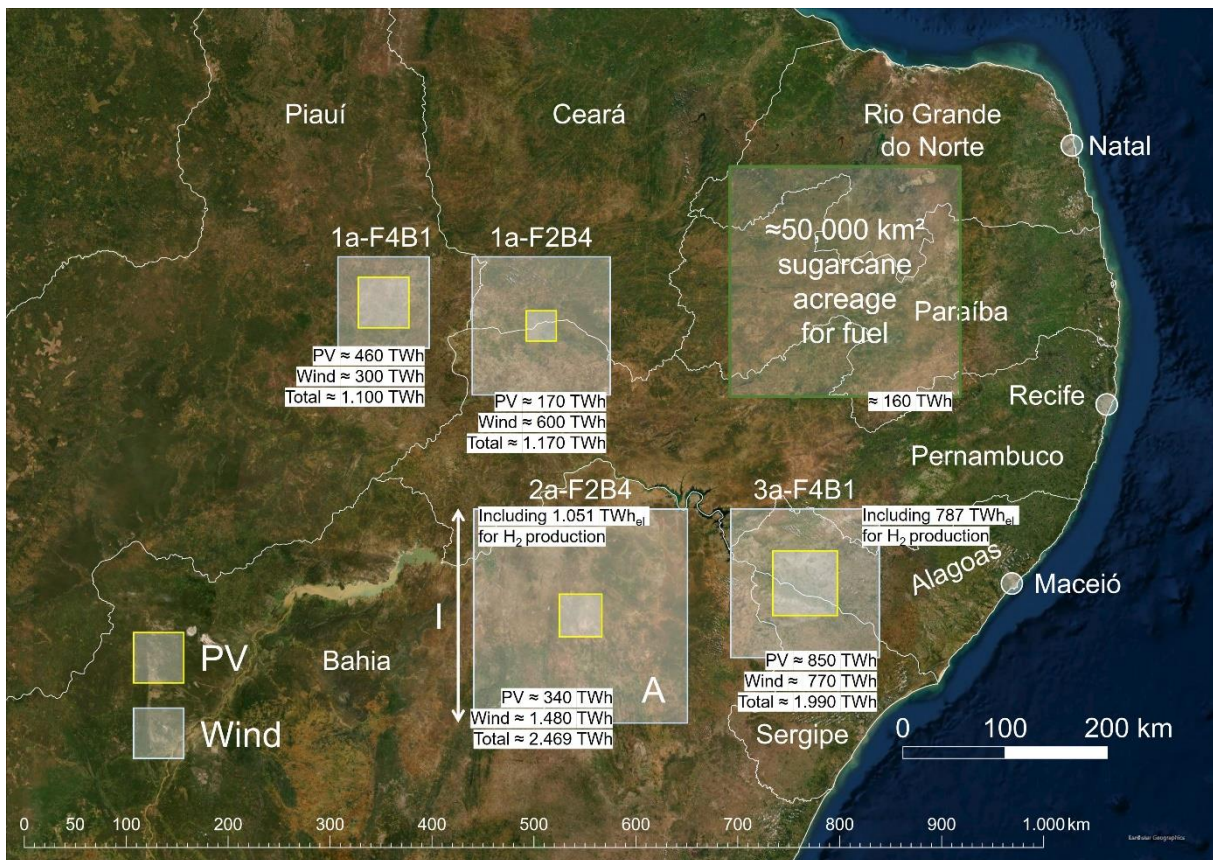 Piauí
Ceará
Rio Grande
do Norte
Natal
1a-F4B1
1a-F2B4
≈50.000 km²
sugarcane
acreage
for fuel
Paraíba
PV ≈ 460 TWh
Wind ≈ 300 TWh
Total ≈ 1.100 TWh
PV ≈ 170 TWh
Wind ≈ 600 TWh
Total ≈ 1.170 TWh
≈ 160 TWh
Recife
Pernambuco
2a-F2B4
3a-F4B1
Including 1.051 TWhel
for H₂ production
Including 787 TWhel
for H₂ production
Alagoas
Maceió
l
PV
Bahia
A
PV ≈ 340 TWh
Wind ≈ 1.480 TWh
Total ≈ 2.469 TWh
PV ≈ 850 TWh
Wind ≈ 770 TWh
Total ≈ 1.990 TWh
Wind
Sergipe
0 100 200 km
0 50 100 200 300 400 500 600 700 800 900 1.000 km
Earthstar Geographics